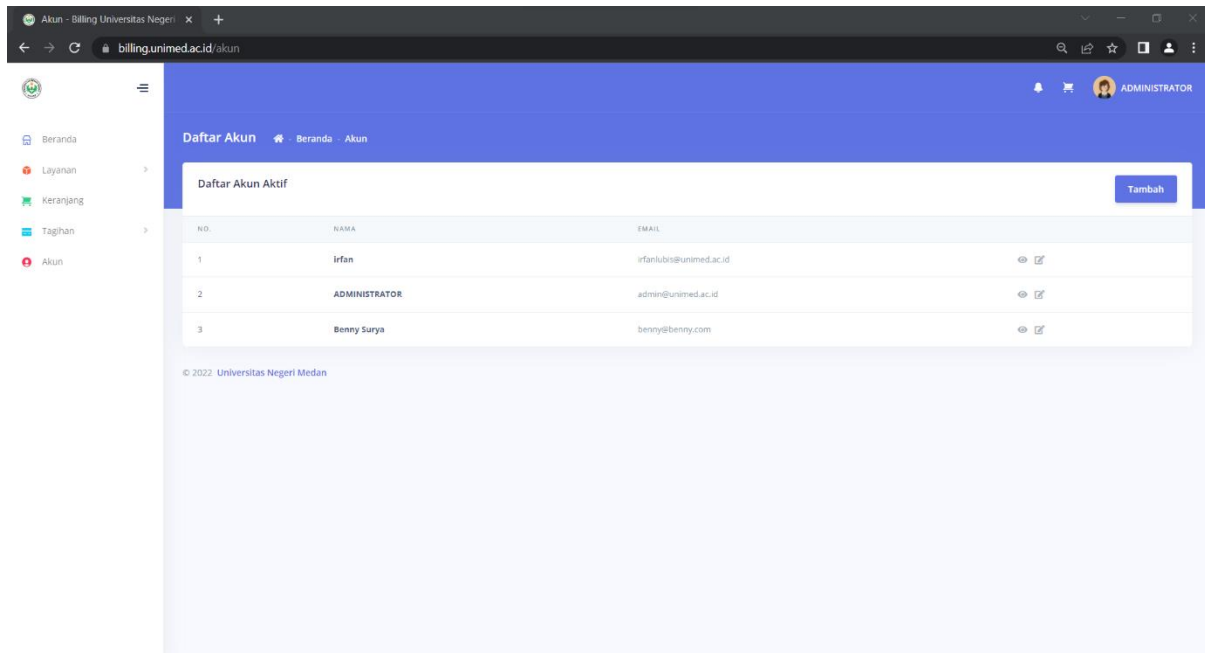 Akun - Billing Universitas Negeri
billing.unimed.ac.id/akun
ADMINISTRATOR
Beranda
Layanan
Keranjang
Tagihan
Akun
Daftar Akun - Beranda - Akun
Daftar Akun Aktif
Tambah
NO. NAMA EMAIL
1 irfan irfanlubis@unimed.ac.id
2 ADMINISTRATOR admin@unimed.ac.id
3 Benny Surya benny@benny.com
© 2022 Universitas Negeri Medan